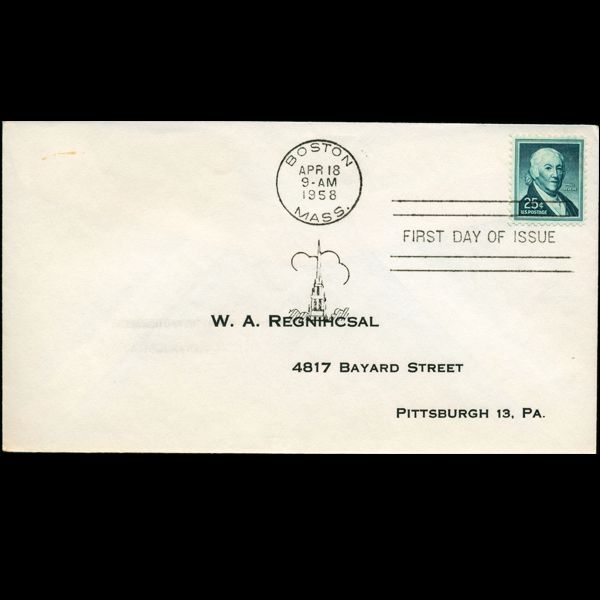 BOSTON
APR 18
9-AM
1958
MASS.
25¢
U.S. POSTAGE
FIRST DAY OF ISSUE
W. A. REGNIHCSAL
4817 BAYARD STREET
PITTSBURGH 13, PA.